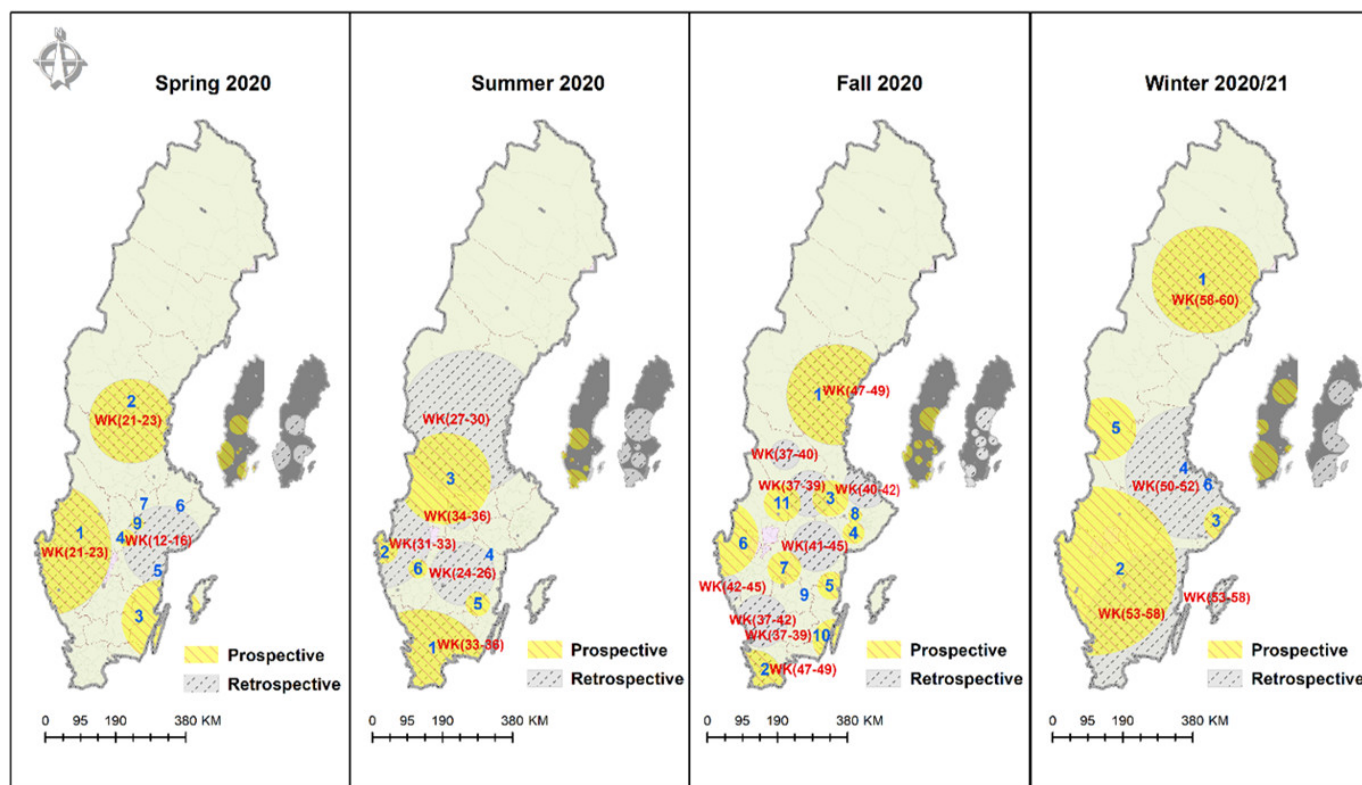 Spring 2020
2
WK(21-23)
7
6
9
1
4
WK(12-16)
WK(21-23)
5
3
Prospective
Retrospective
0 95 190 380 KM
Summer 2020
WK(27-30)
3
WK(34-36)
WK(31-33)
2
4
6
WK(24-26)
5
1
WK(33-36)
Prospective
Retrospective
0 95 190 380 KM
Fall 2020
1
WK(47-49)
WK(37-40)
WK(37-39)
WK(40-42)
11
3
8
6
4
WK(41-45)
7
WK(42-45)
5
9
WK(37-42)
WK(37-39)
10
2
WK(47-49)
Prospective
Retrospective
0 95 190 380 KM
Winter 2020/21
1
WK(58-60)
5
4
WK(50-52)
6
3
2
WK(53-58)
WK(53-58)
Prospective
Retrospective
0 95 190 380 KM